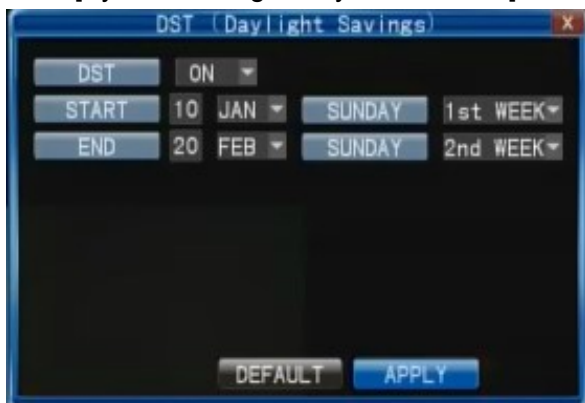 DST (Daylight Savings) X
DST ON
START 10 JAN SUNDAY 1st WEEK
END 20 FEB SUNDAY 2nd WEEK
DEFAULT APPLY